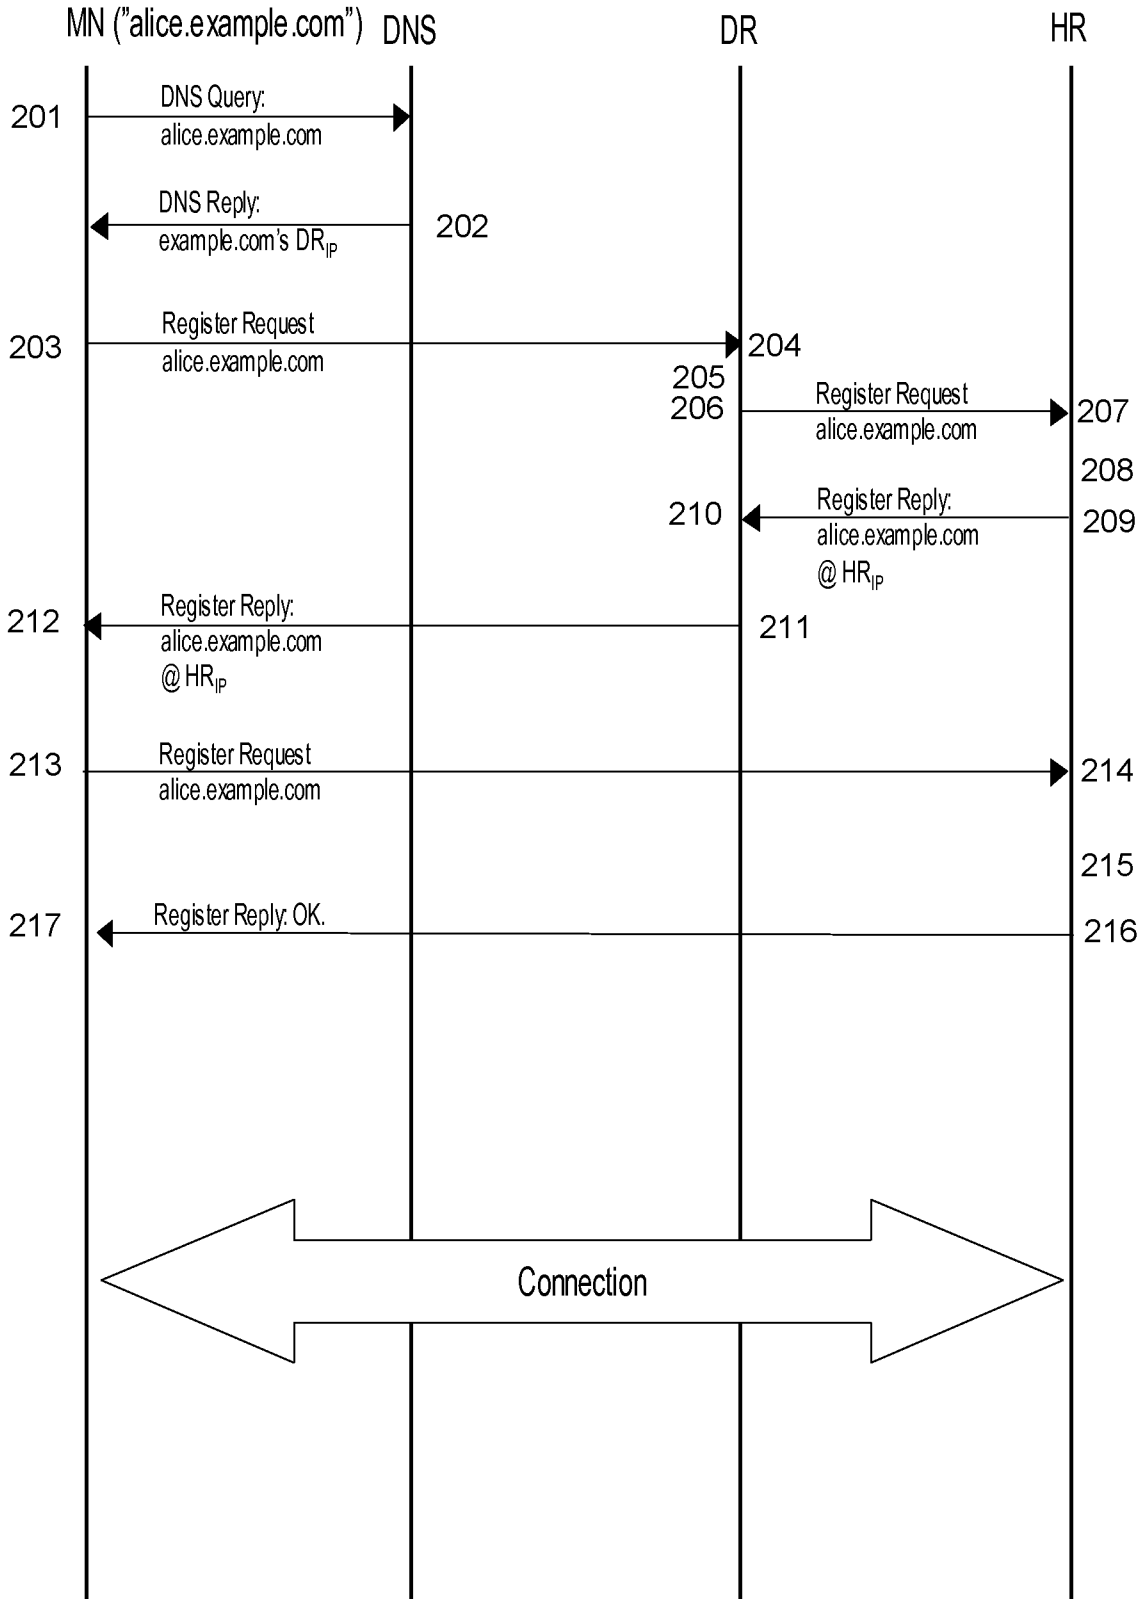 MN ("alice.example.com") DNS DR HR
201 DNS Query:
alice.example.com
DNS Reply:
202
example.com's DR_IP
203 Register Request 204
alice.example.com
205
206 Register Request 207
alice.example.com
208
210 Register Reply: 209
alice.example.com
@ HR_IP
212 Register Reply: 211
alice.example.com
@ HR_IP
213 Register Request 214
alice.example.com
215
217 Register Reply: OK. 216
Connection